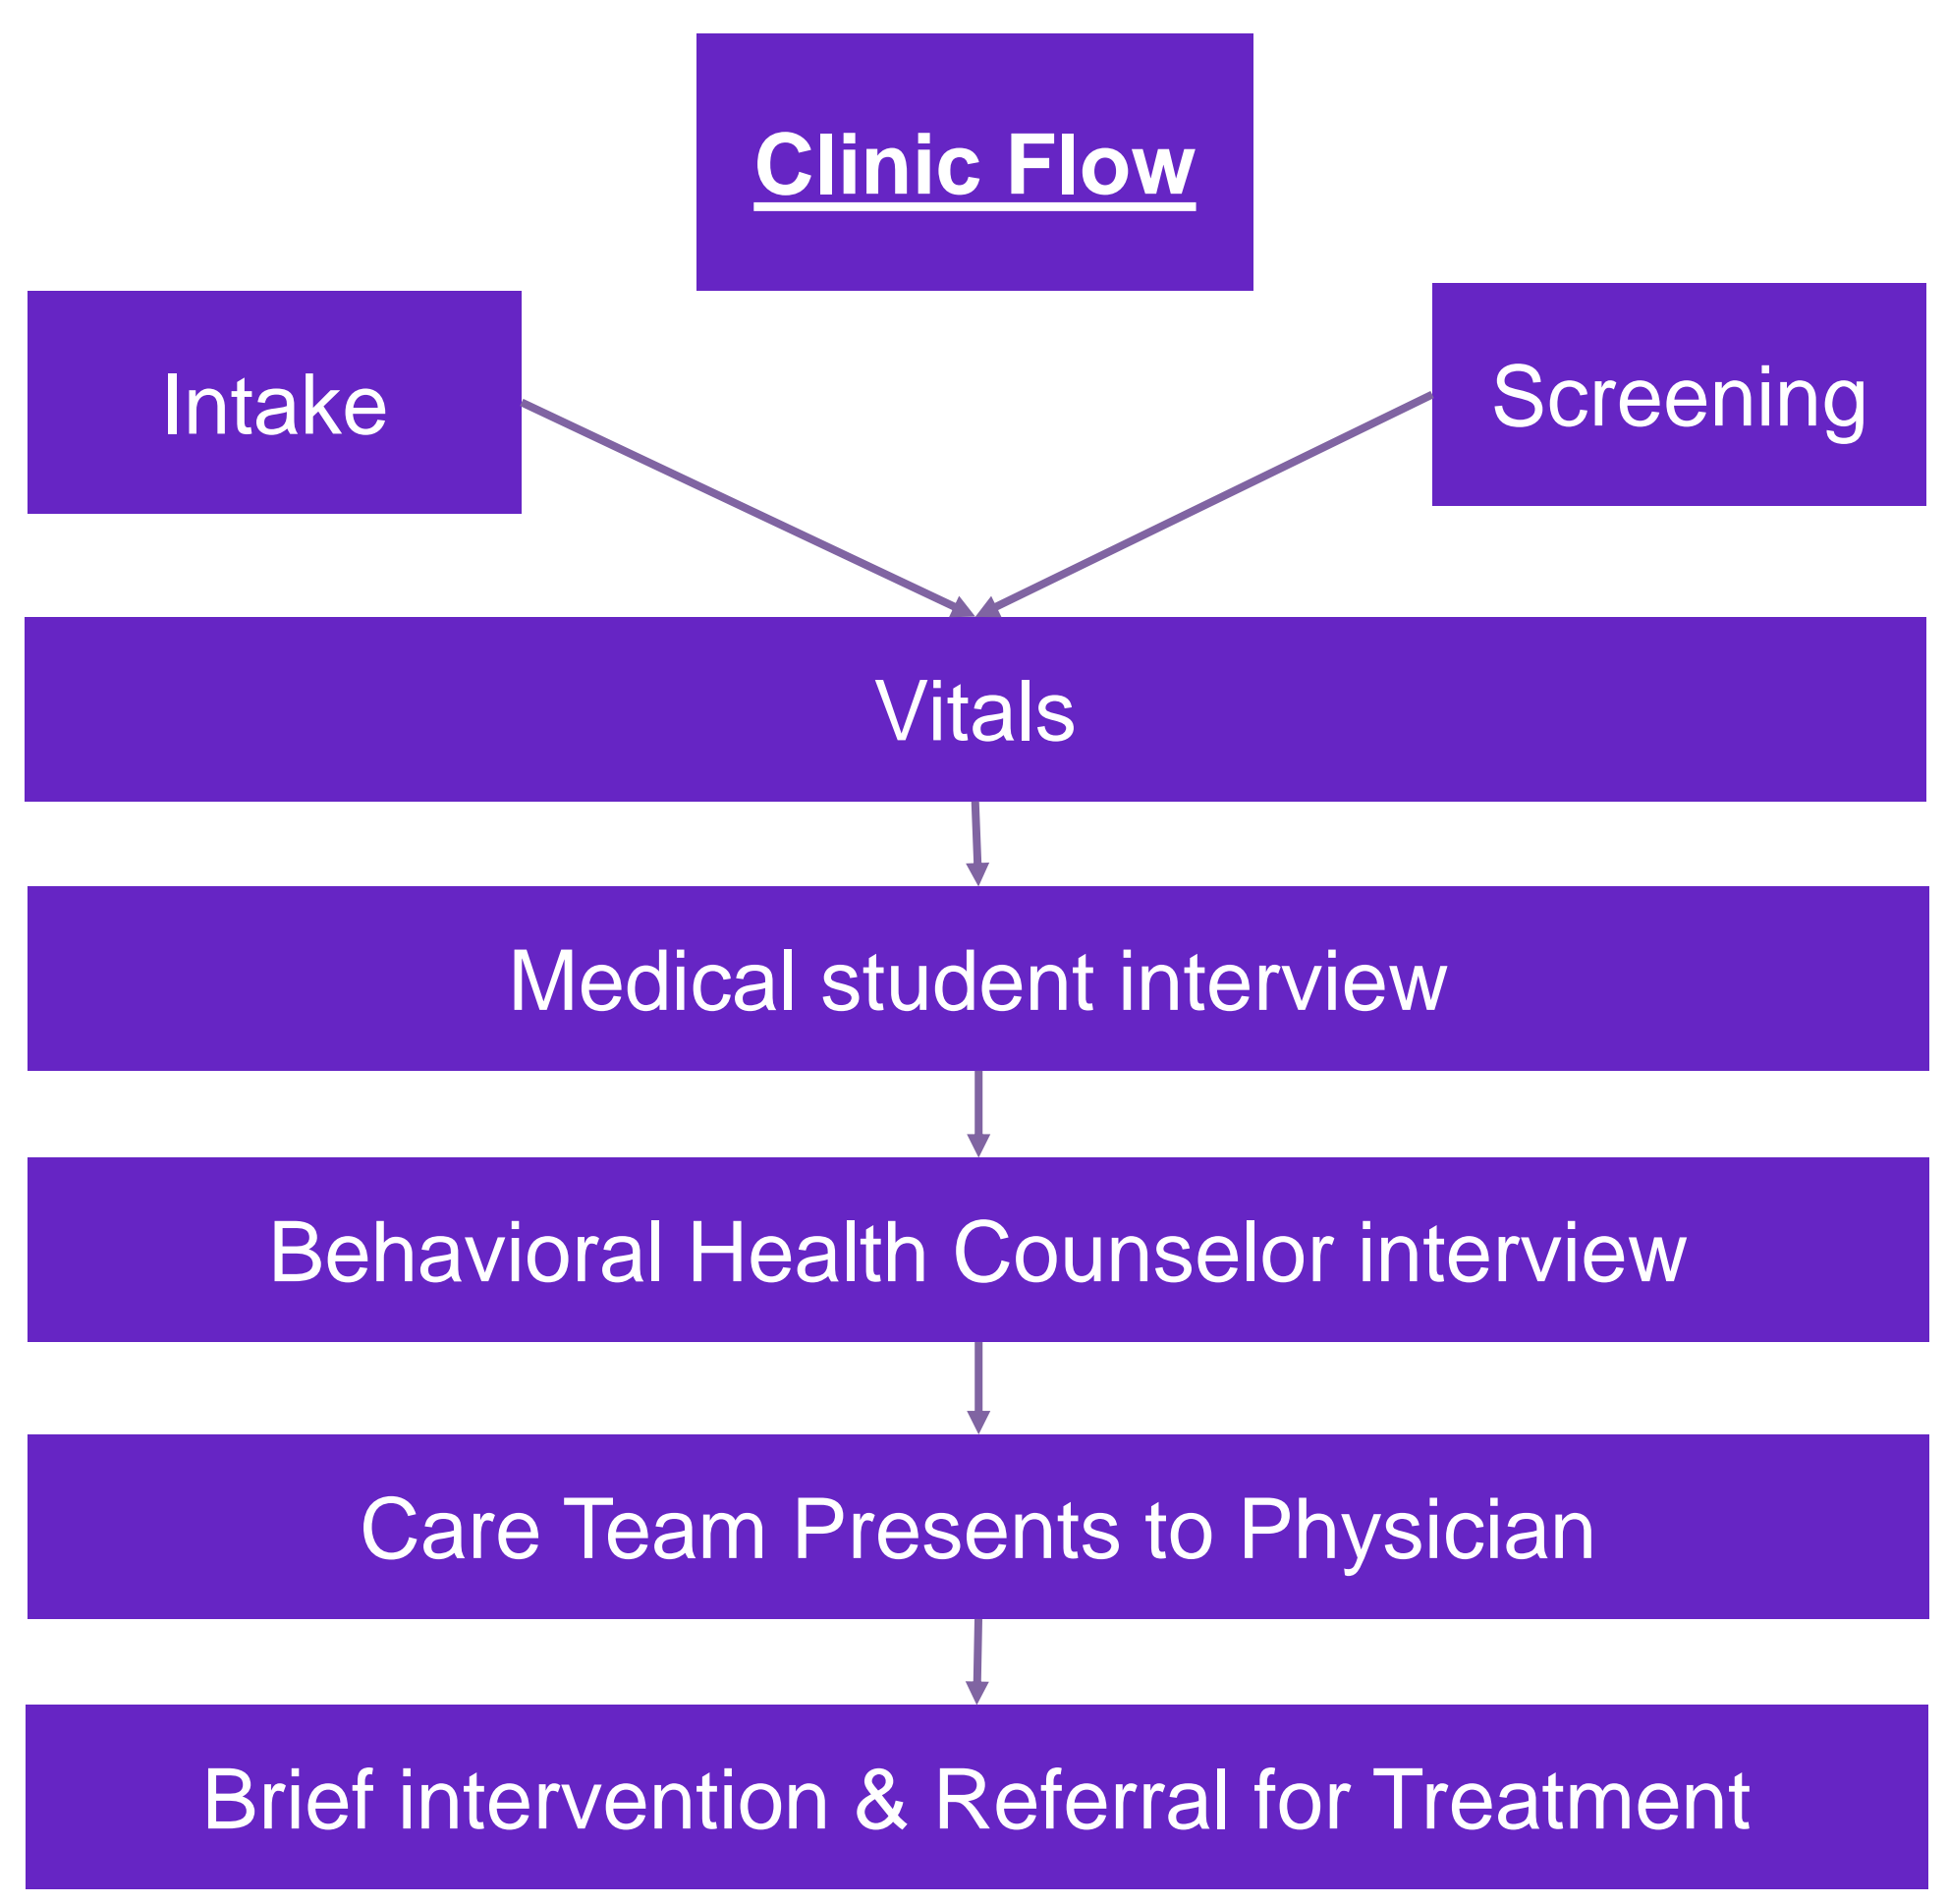 Clinic Flow
Intake
Screening
Vitals
Medical student interview
Behavioral Health Counselor interview
Care Team Presents to Physician
Brief intervention & Referral for Treatment